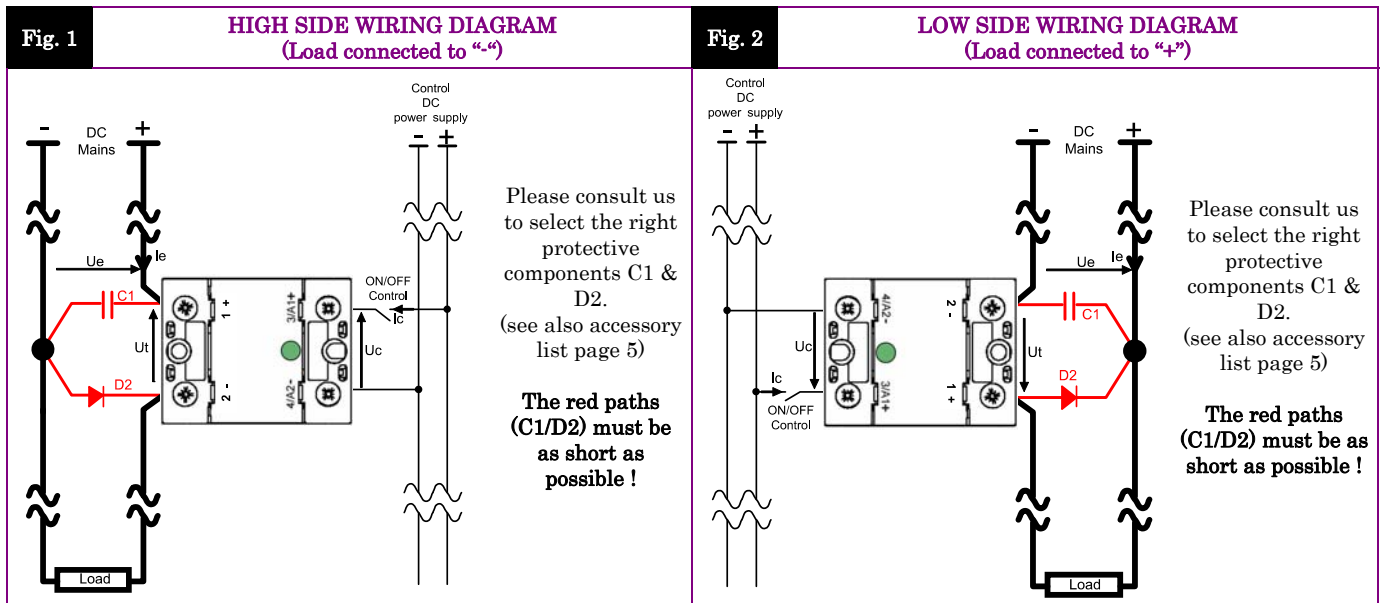 Fig. 1
HIGH SIDE WIRING DIAGRAM
(Load connected to “-“)
Control
DC
power supply
- +
- DC +
Mains
Ue
Ie
C1
Ut
D2
1 +
2 -
3/A1+
4/A2-
ON/OFF
Control
Ic
Uc
Load
Please consult us
to select the right
protective
components C1 &
D2.
(see also accessory
list page 5)
The red paths
(C1/D2) must be
as short as
possible !
Fig. 2
LOW SIDE WIRING DIAGRAM
(Load connected to “+”)
Control
DC
power supply
- +
- DC +
Mains
Ue
Ie
4/A2-
3/A1+
2 -
1 +
Uc
Ic
ON/OFF
Control
C1
Ut
D2
Load
Please consult us
to select the right
protective
components C1 &
D2.
(see also accessory
list page 5)
The red paths
(C1/D2) must be as
short as possible !